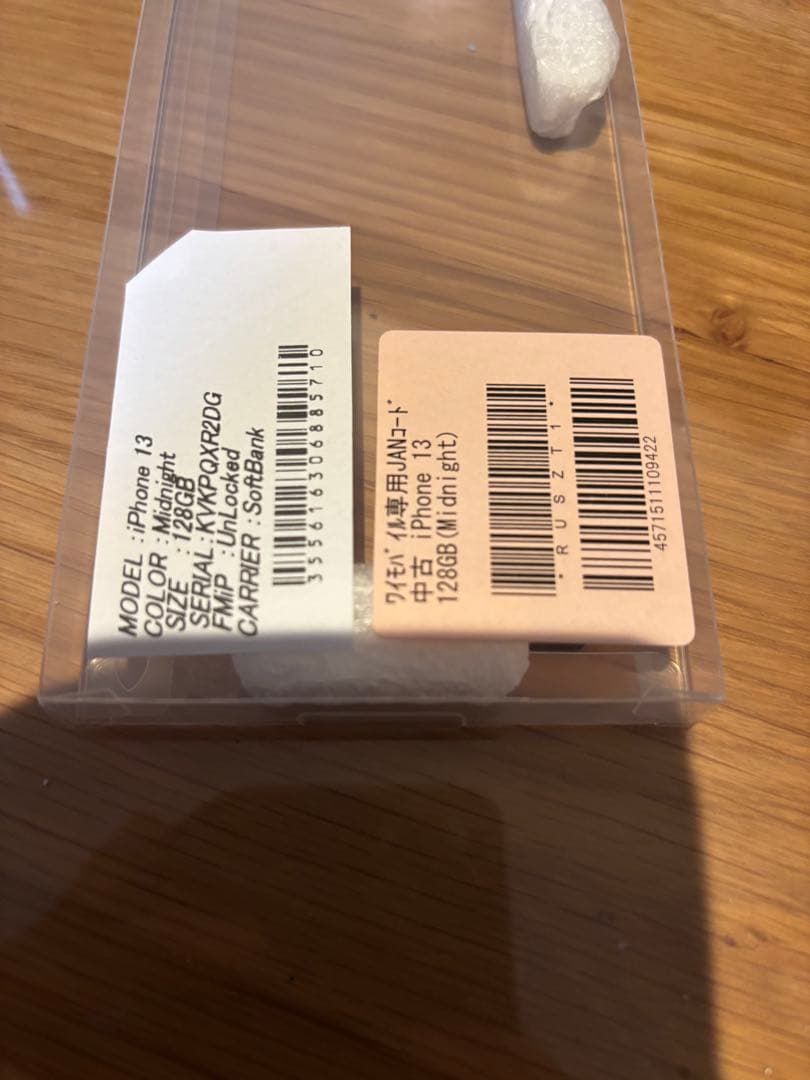 MODEL :iPhone 13
COLOR :Midnight
SIZE :128GB
SERIAL:KVKPQXR2DG
FMiP :UnLocked
CARRIER :SoftBank
355616306885710
ﾜｲﾓﾊﾞｲﾙ専用JANｺｰﾄﾞ
中古 iPhone 13
128GB(Midnight)
*RUSZT1*
4571511109422